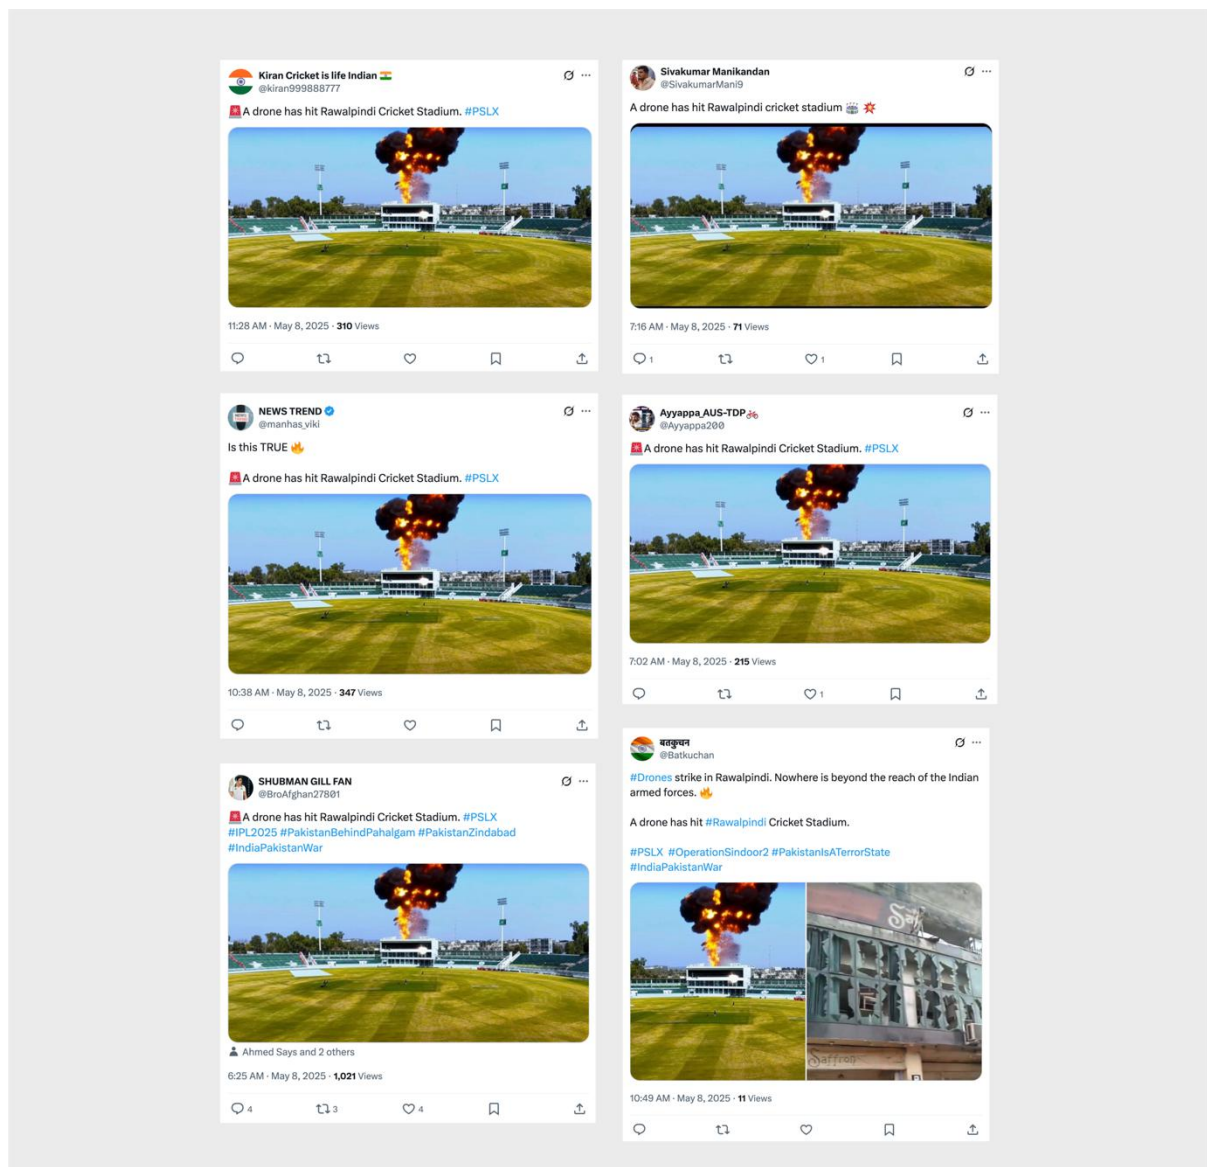 Kiran Cricket is life Indian 🇮🇳
@kiran999888777
🚨A drone has hit Rawalpindi Cricket Stadium. #PSLX
11:28 AM · May 8, 2025 · 310 Views
Sivakumar Manikandan
@SivakumarMani9
A drone has hit Rawalpindi cricket stadium 🏟️ 💥
7:16 AM · May 8, 2025 · 71 Views
1
1
NEWS TREND
@manhas_viki
Is this TRUE 🔥
🚨A drone has hit Rawalpindi Cricket Stadium. #PSLX
10:38 AM · May 8, 2025 · 347 Views
Ayyappa_AUS-TDP🚲
@Ayyappa200
🚨A drone has hit Rawalpindi Cricket Stadium. #PSLX
7:02 AM · May 8, 2025 · 215 Views
1
SHUBMAN GILL FAN
@BroAfghan27801
🚨A drone has hit Rawalpindi Cricket Stadium. #PSLX
#IPL2025 #PakistanBehindPahalgam #PakistanZindabad
#IndiaPakistanWar
Ahmed Says and 2 others
6:25 AM · May 8, 2025 · 1,021 Views
4
3
4
बतकुचन
@Batkuchan
#Drones strike in Rawalpindi. Nowhere is beyond the reach of the Indian
armed forces. 🔥
A drone has hit #Rawalpindi Cricket Stadium.
#PSLX #OperationSindoor2 #PakistanIsATerrorState
#IndiaPakistanWar
Saffron
10:49 AM · May 8, 2025 · 11 Views